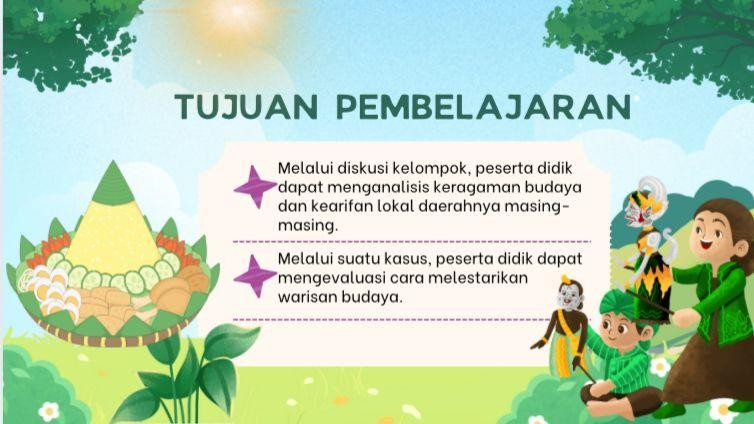 TUJUAN PEMBELAJARAN
Melalui diskusi kelompok, peserta didik
dapat menganalisis keragaman budaya
dan kearifan lokal daerahnya masing-
masing.
Melalui suatu kasus, peserta didik dapat
mengevaluasi cara melestarikan
warisan budaya.